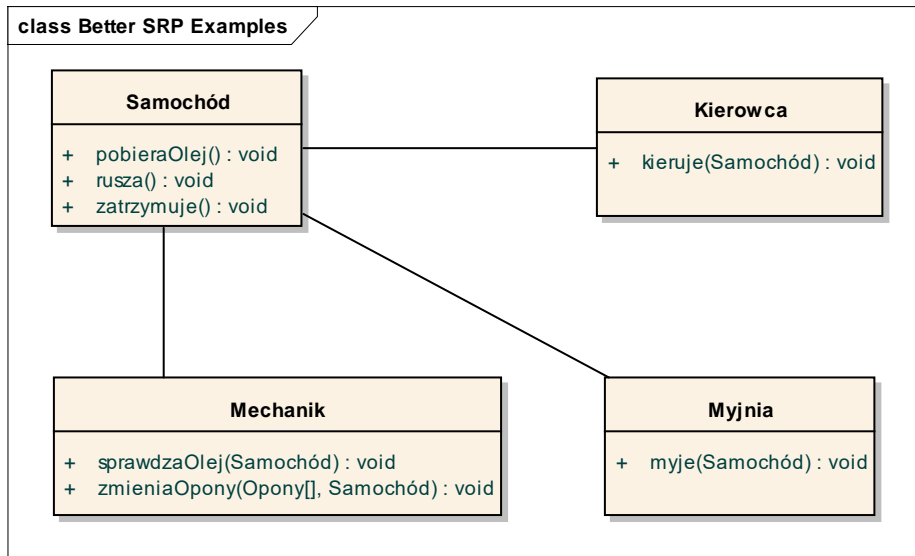 class Better SRP Examples
Samochód
+ pobieraOlej() : void
+ rusza() : void
+ zatrzymuje() : void
Kierowca
+ kieruje(Samochód) : void
Mechanik
+ sprawdzaOlej(Samochód) : void
+ zmieniaOpony(Opony[], Samochód) : void
Myjnia
+ myje(Samochód) : void